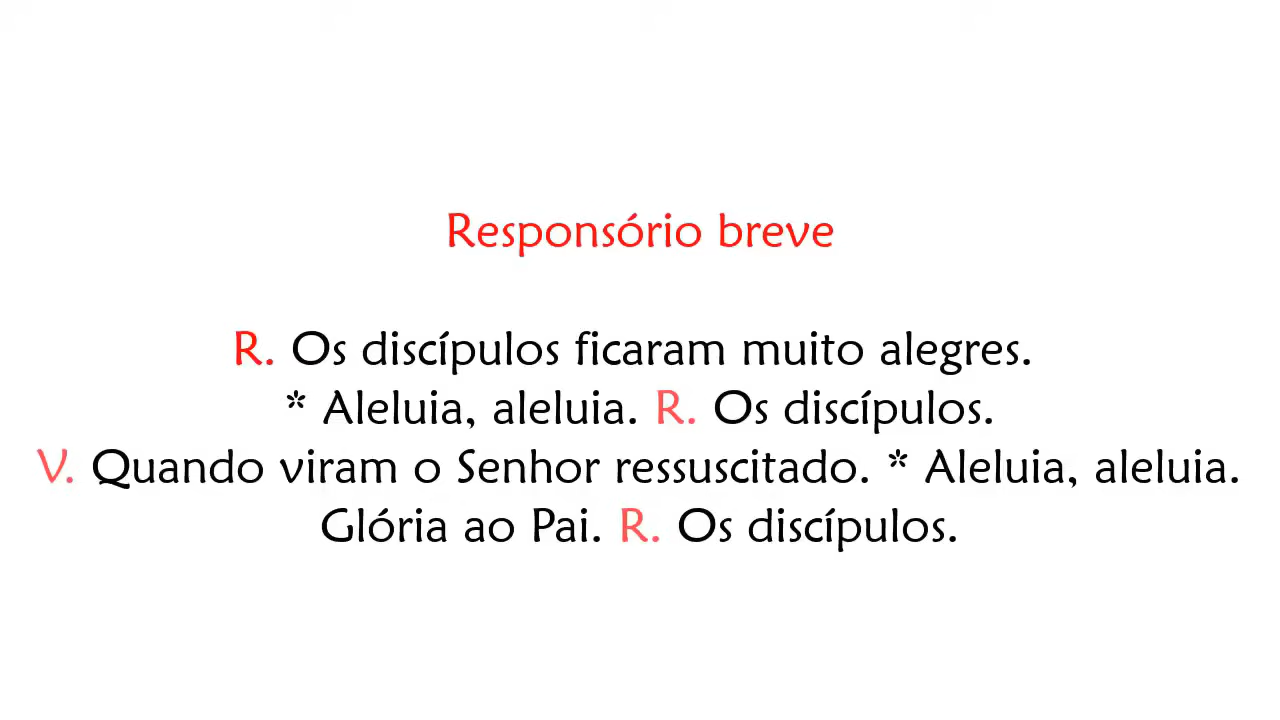 Responsório breve
R. Os discípulos ficaram muito alegres.
* Aleluia, aleluia. R. Os discípulos.
V. Quando viram o Senhor ressuscitado. * Aleluia, aleluia.
Glória ao Pai. R. Os discípulos.